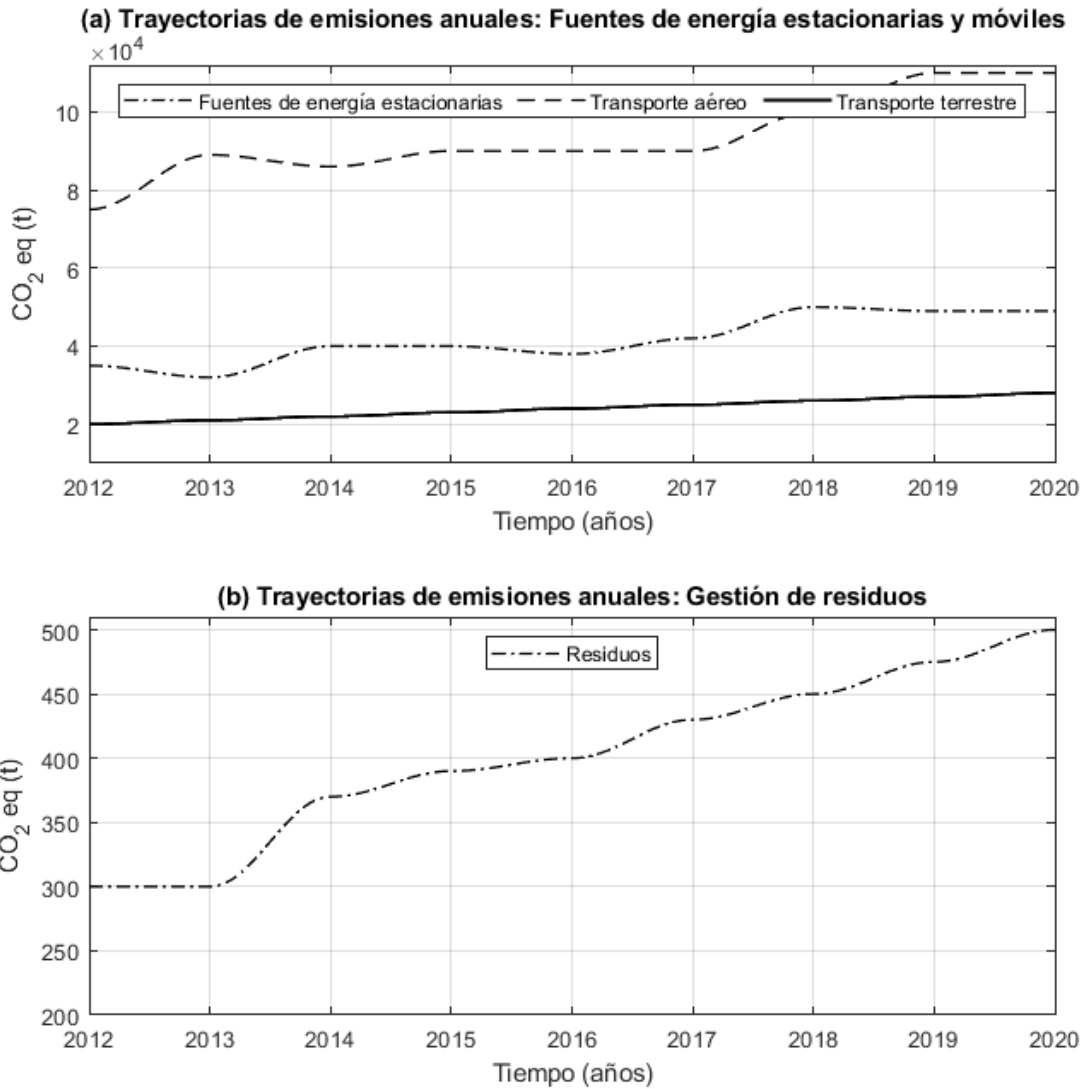 (a) Trayectorias de emisiones anuales: Fuentes de energía estacionarias y móviles
×10⁴
Fuentes de energía estacionarias Transporte aéreo Transporte terrestre
10
8
6
4
2
CO₂ eq (t)
2012 2013 2014 2015 2016 2017 2018 2019 2020
Tiempo (años)
(b) Trayectorias de emisiones anuales: Gestión de residuos
Residuos
500
450
400
350
300
250
200
CO₂ eq (t)
2012 2013 2014 2015 2016 2017 2018 2019 2020
Tiempo (años)